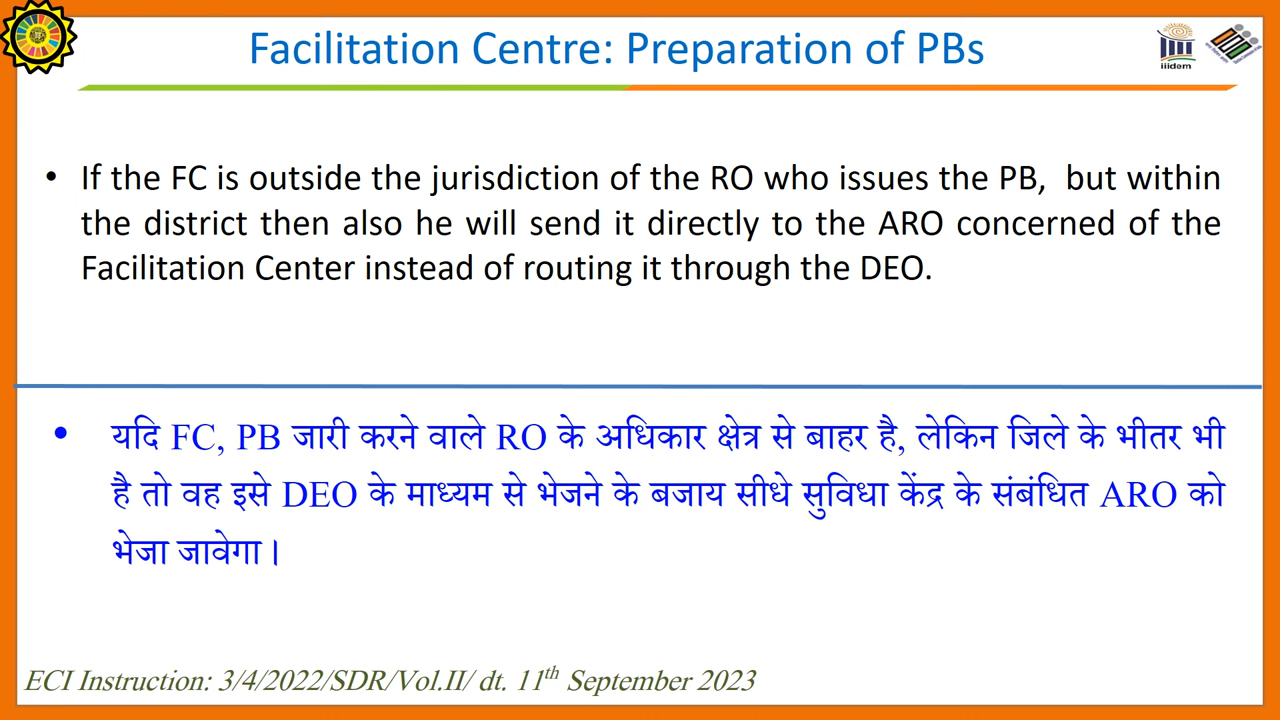 Facilitation Centre: Preparation of PBs
iiidem
• If the FC is outside the jurisdiction of the RO who issues the PB, but within
the district then also he will send it directly to the ARO concerned of the
Facilitation Center instead of routing it through the DEO.
• यदि FC, PB जारी करने वाले RO के अधिकार क्षेत्र से बाहर है, लेकिन जिले के भीतर भी
है तो वह इसे DEO के माध्यम से भेजने के बजाय सीधे सुविधा केंद्र के संबंधित ARO को
भेजा जावेगा।
ECI Instruction: 3/4/2022/SDR/Vol.II/ dt. 11th September 2023